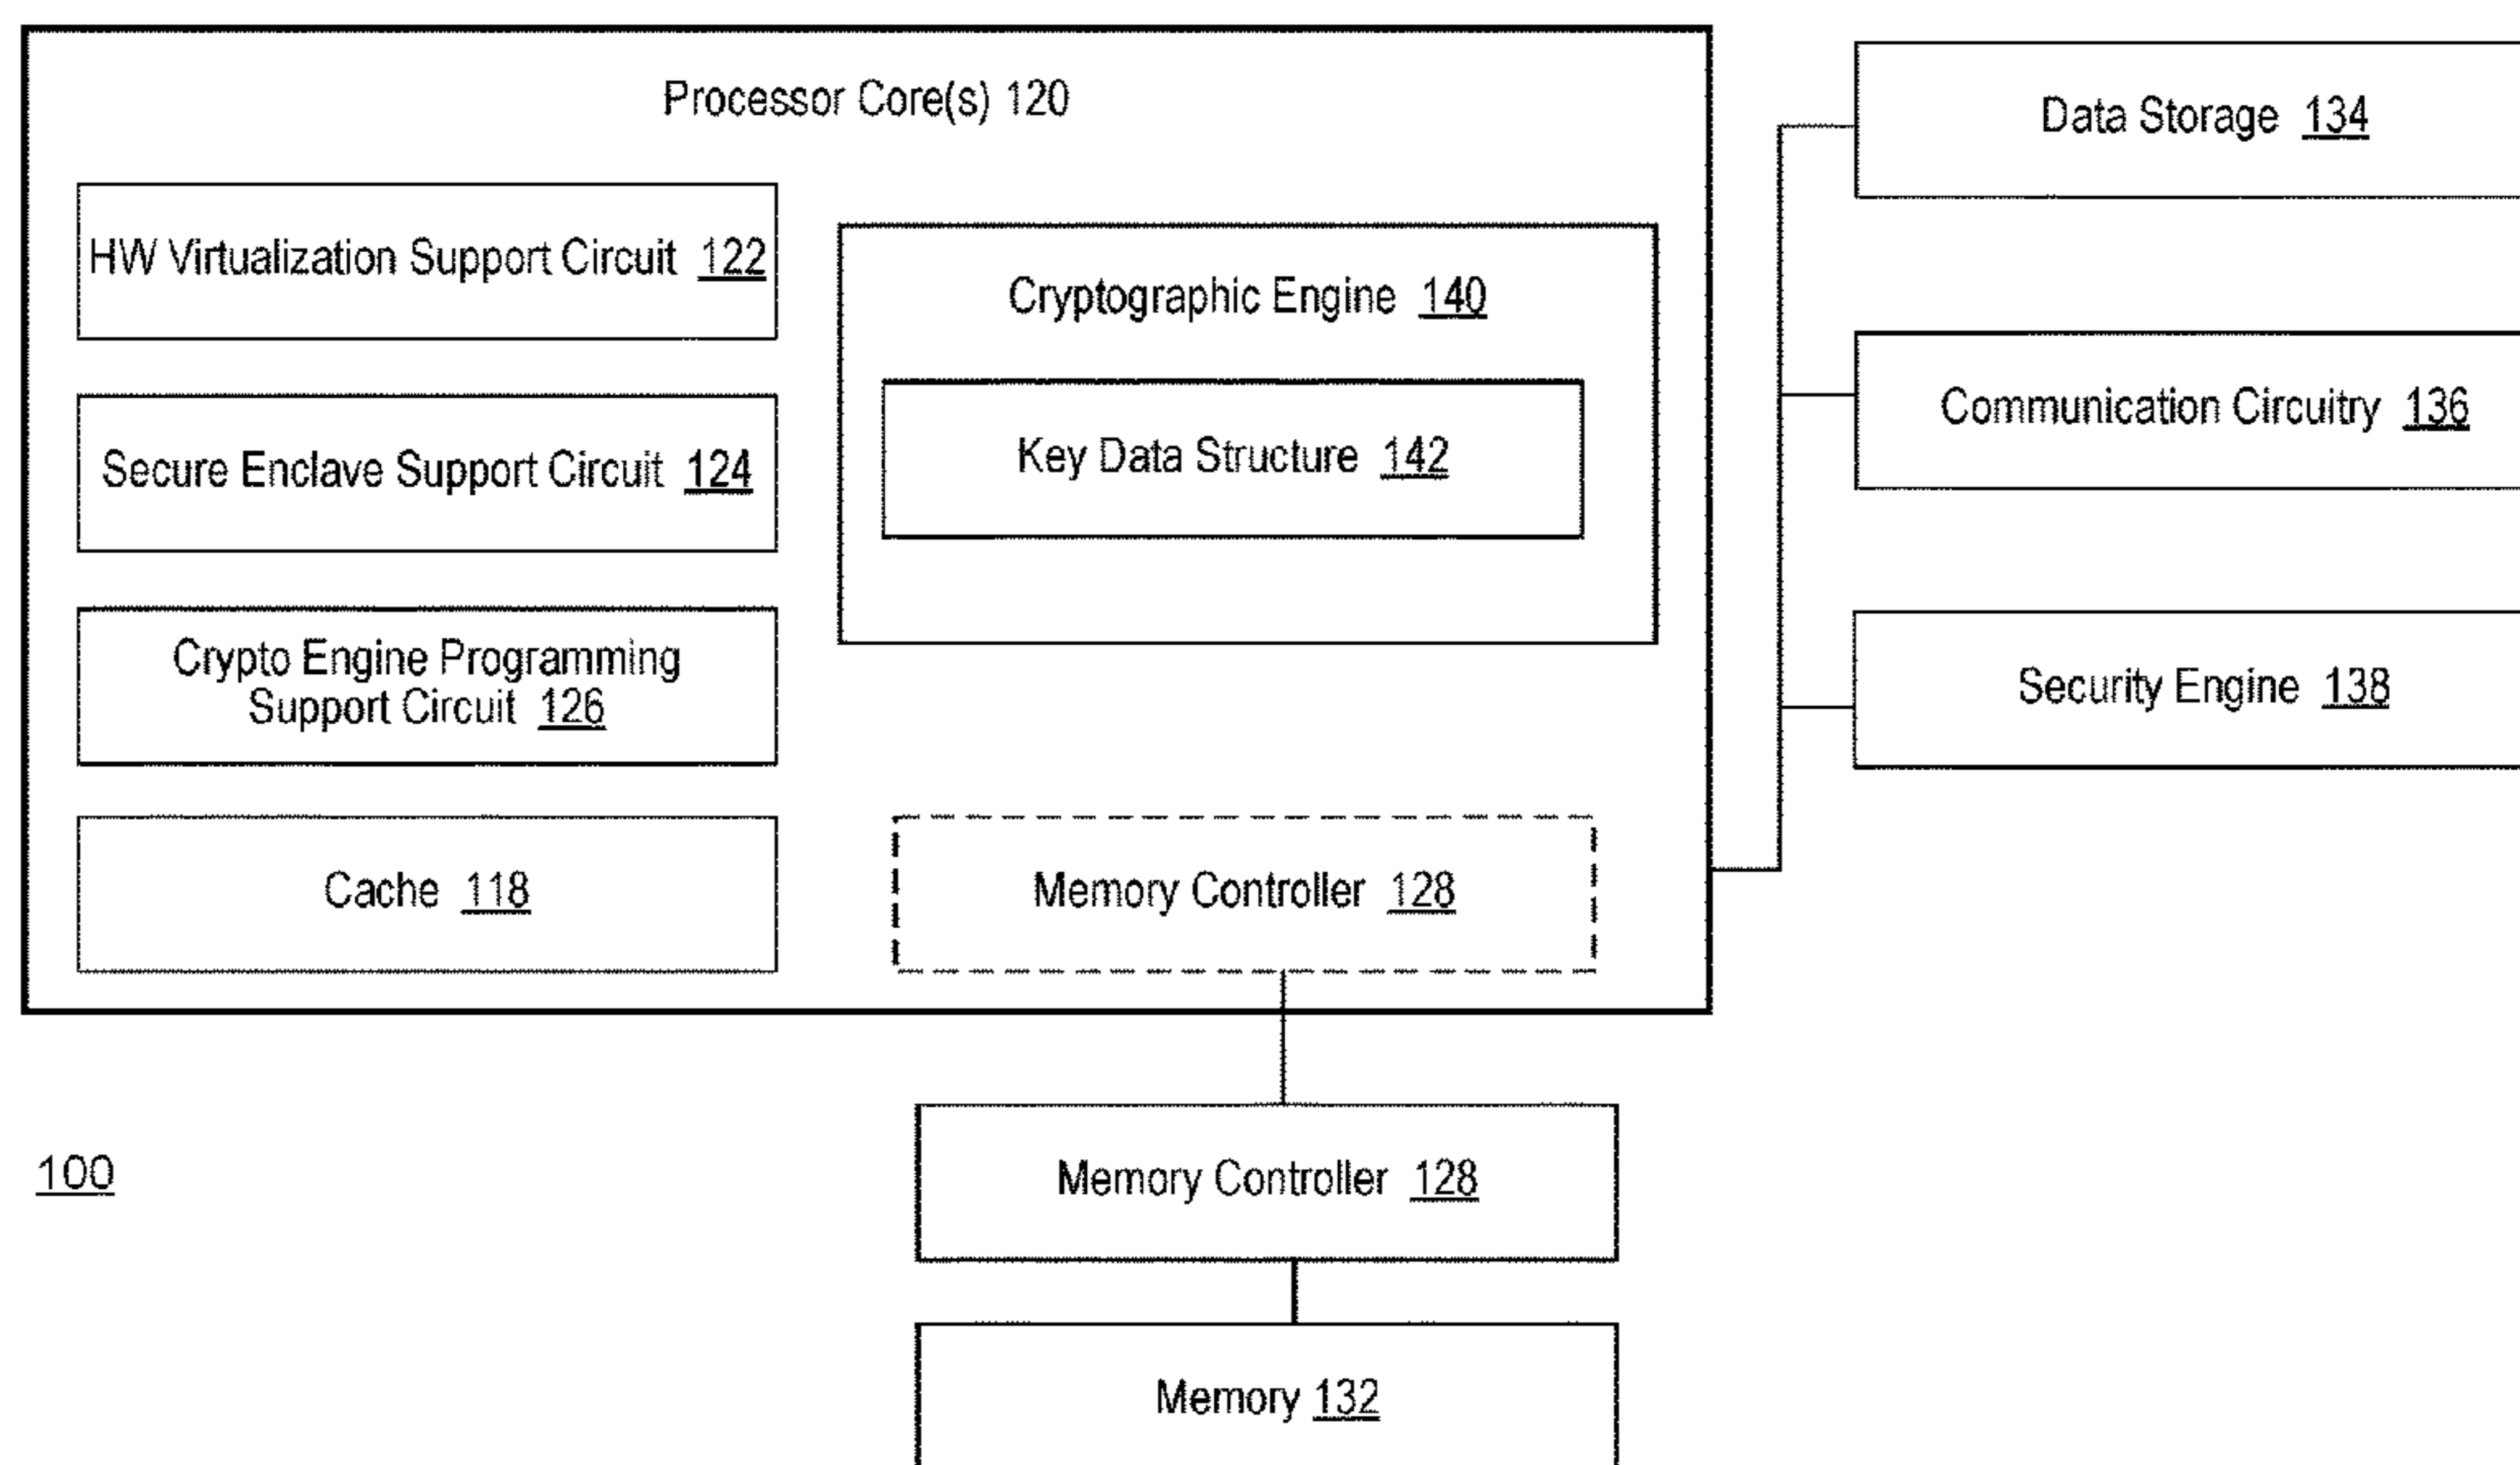 Processor Core(s) 120
HW Virtualization Support Circuit 122
Secure Enclave Support Circuit 124
Crypto Engine Programming
Support Circuit 126
Cache 118
Cryptographic Engine 140
Key Data Structure 142
Memory Controller 128
Data Storage 134
Communication Circuitry 136
Security Engine 138
Memory Controller 128
Memory 132
100